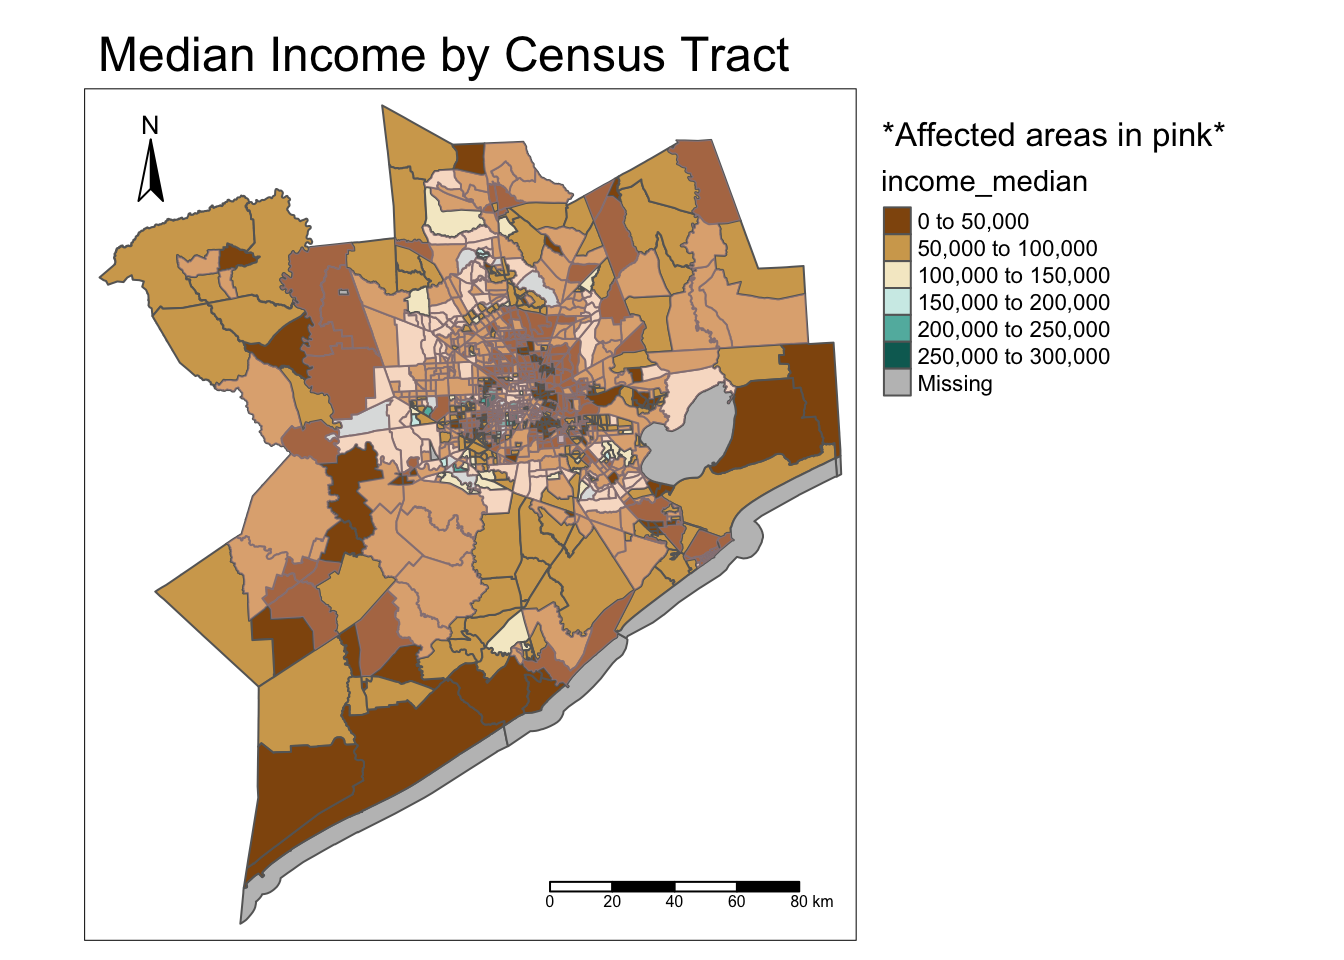 Median Income by Census Tract
N
*Affected areas in pink*
income_median
0 to 50,000
50,000 to 100,000
100,000 to 150,000
150,000 to 200,000
200,000 to 250,000
250,000 to 300,000
Missing
0 20 40 60 80 km